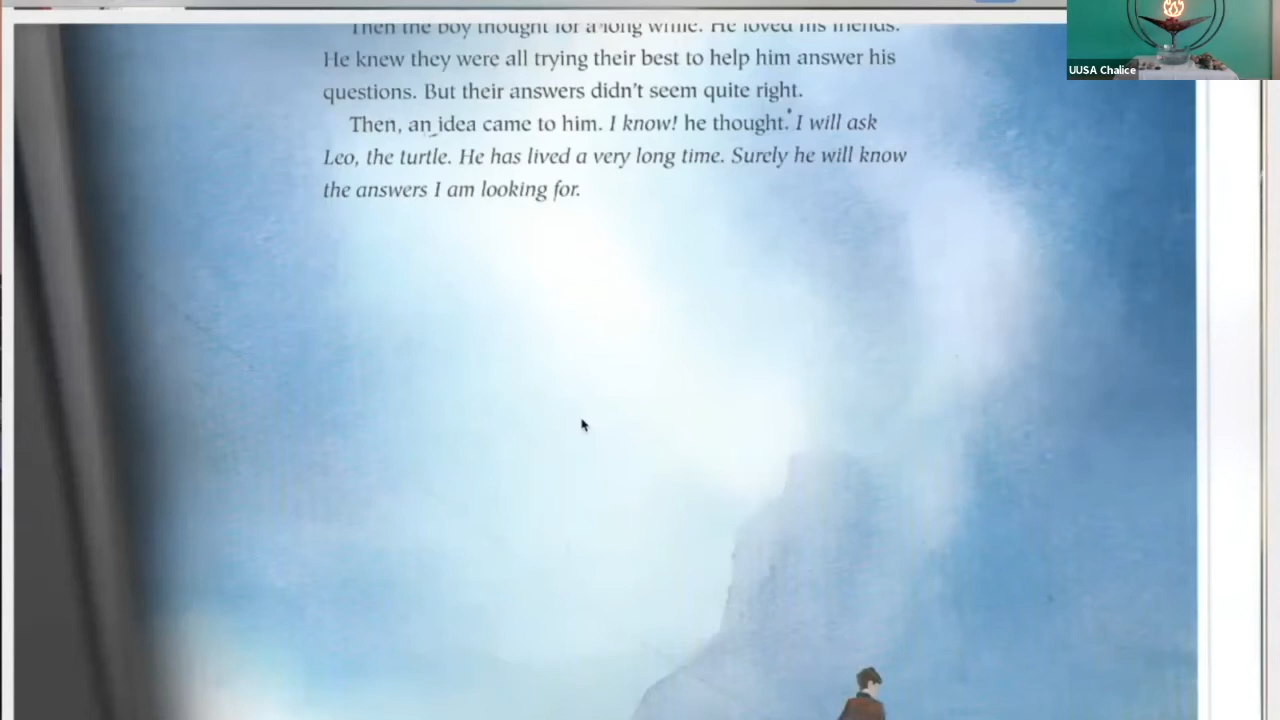 Then the boy thought for a long while. He loved his friends.
He knew they were all trying their best to help him answer his
questions. But their answers didn't seem quite right.
Then, an idea came to him. I know! he thought. I will ask
Leo, the turtle. He has lived a very long time. Surely he will know
the answers I am looking for.
UUSA Chalice